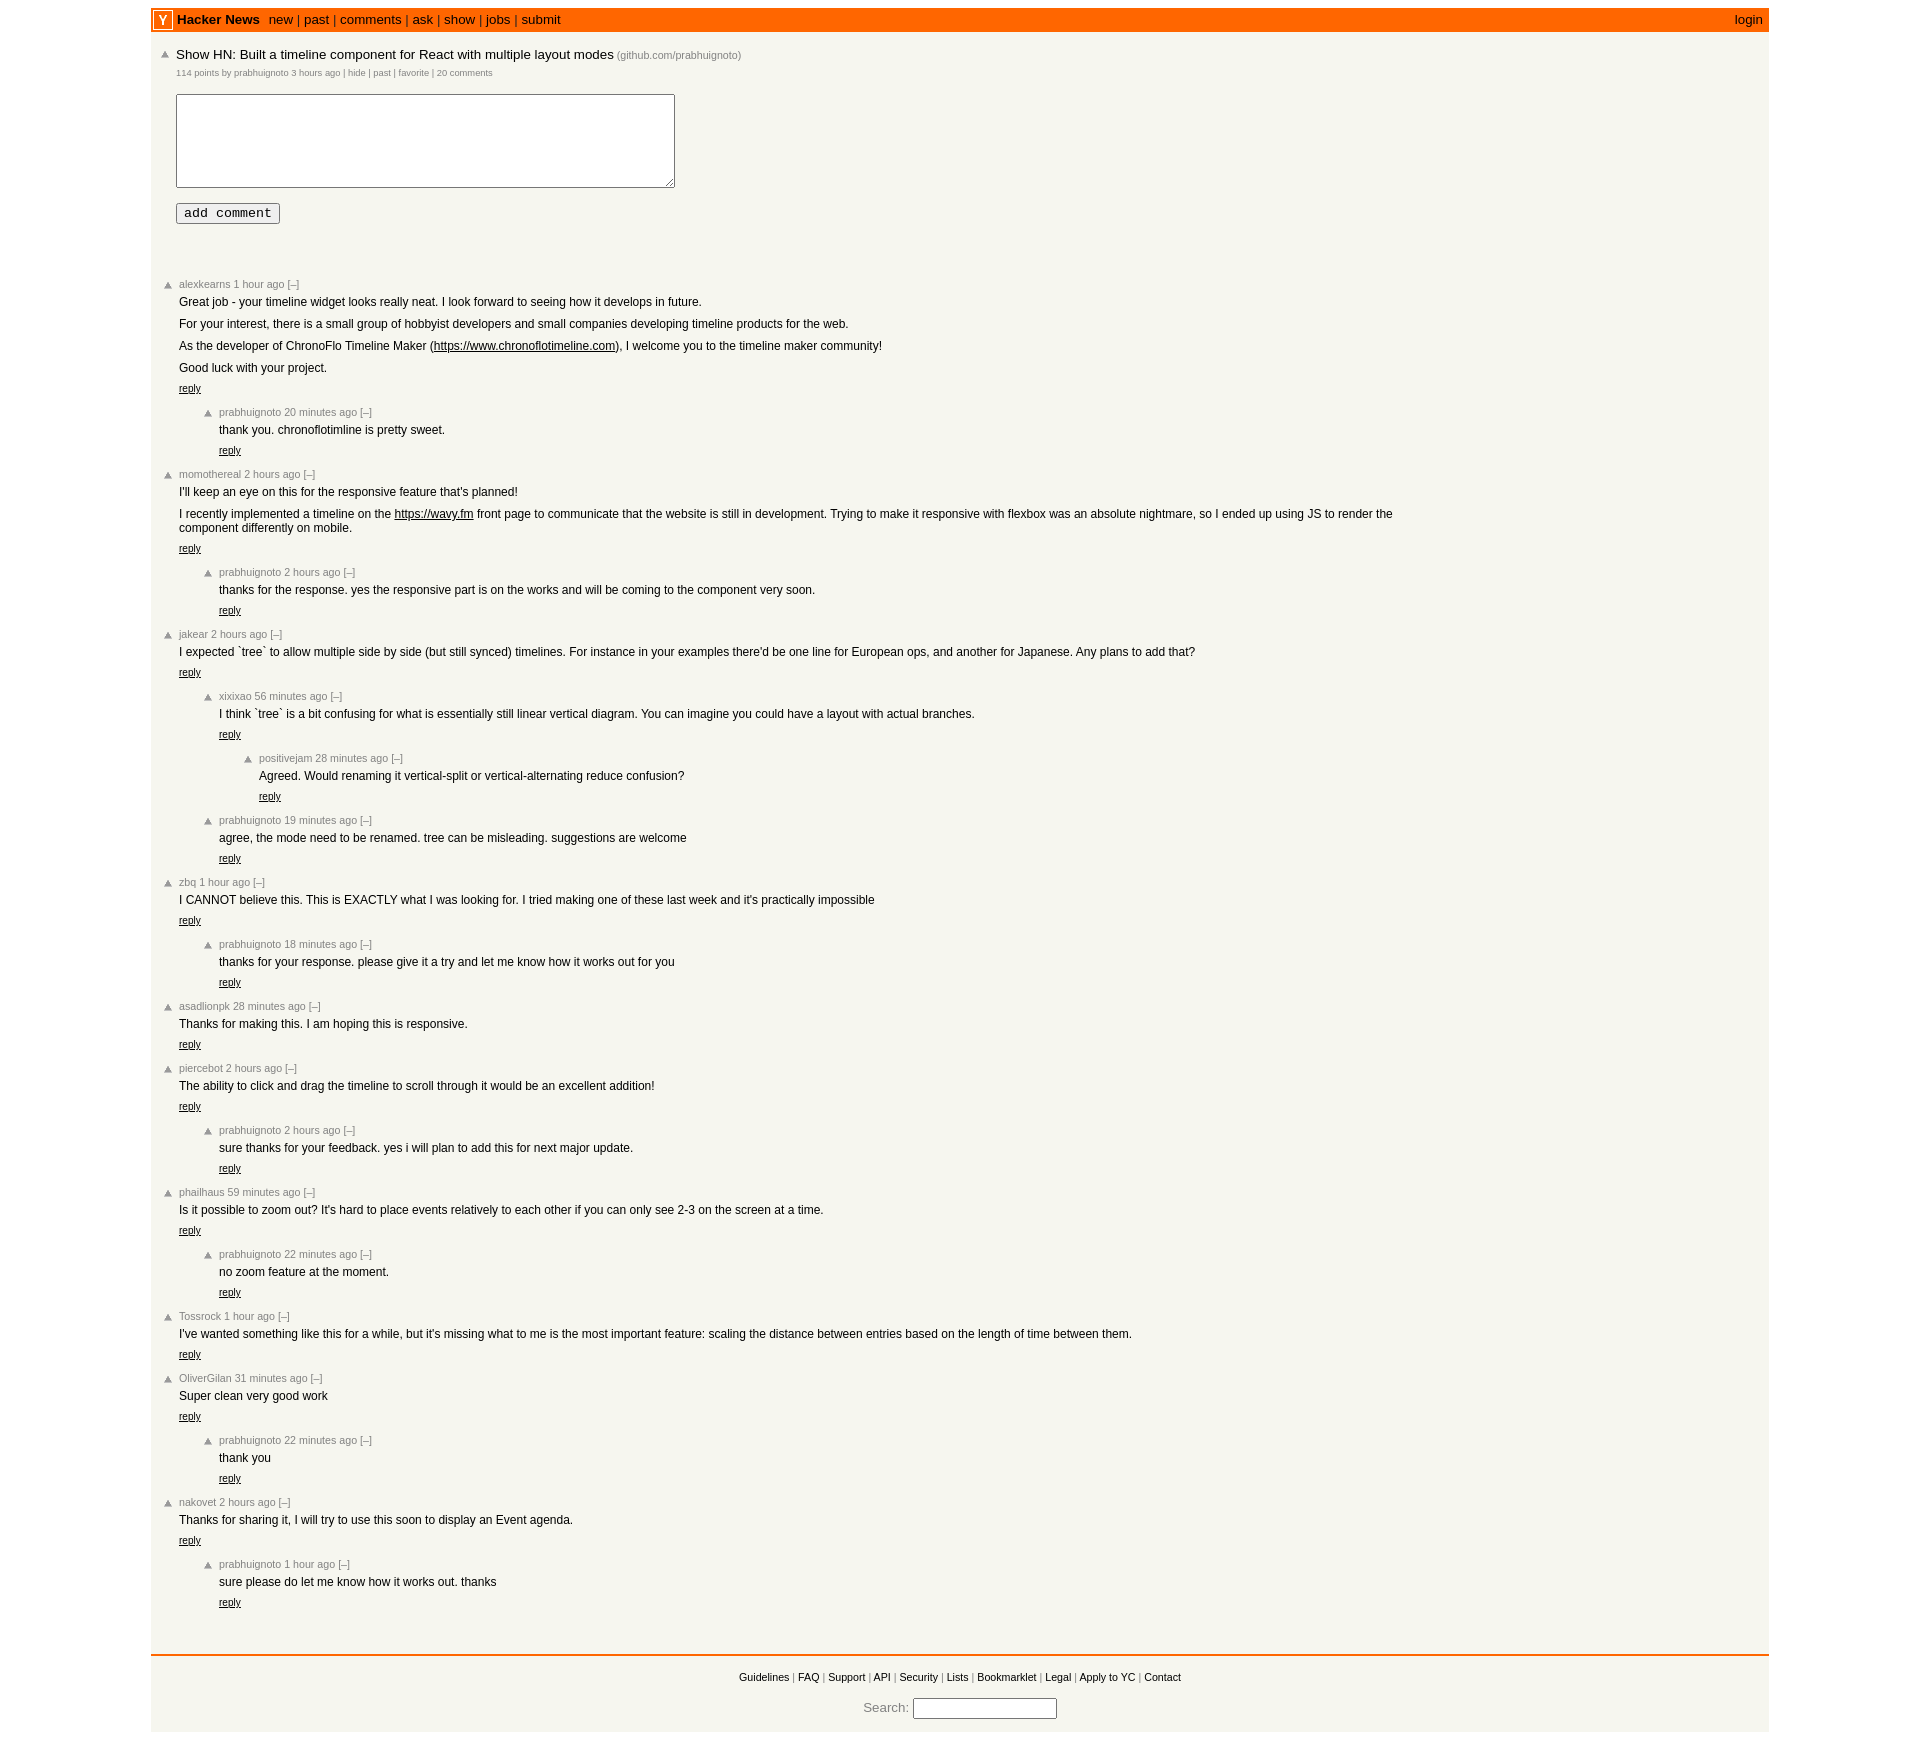 Y Hacker News new | past | comments | ask | show | jobs | submit login
Show HN: Built a timeline component for React with multiple layout modes (github.com/prabhuignoto)
114 points by prabhuignoto 3 hours ago | hide | past | favorite | 20 comments
add comment
alexkearns 1 hour ago [–]
Great job - your timeline widget looks really neat. I look forward to seeing how it develops in future.
For your interest, there is a small group of hobbyist developers and small companies developing timeline products for the web.
As the developer of ChronoFlo Timeline Maker (https://www.chronoflotimeline.com), I welcome you to the timeline maker community!
Good luck with your project.
reply
prabhuignoto 20 minutes ago [–]
thank you. chronoflotimline is pretty sweet.
reply
momothereal 2 hours ago [–]
I'll keep an eye on this for the responsive feature that's planned!
I recently implemented a timeline on the https://wavy.fm front page to communicate that the website is still in development. Trying to make it responsive with flexbox was an absolute nightmare, so I ended up using JS to render the
component differently on mobile.
reply
prabhuignoto 2 hours ago [–]
thanks for the response. yes the responsive part is on the works and will be coming to the component very soon.
reply
jakear 2 hours ago [–]
I expected `tree` to allow multiple side by side (but still synced) timelines. For instance in your examples there'd be one line for European ops, and another for Japanese. Any plans to add that?
reply
xixixao 56 minutes ago [–]
I think `tree` is a bit confusing for what is essentially still linear vertical diagram. You can imagine you could have a layout with actual branches.
reply
positivejam 28 minutes ago [–]
Agreed. Would renaming it vertical-split or vertical-alternating reduce confusion?
reply
prabhuignoto 19 minutes ago [–]
agree, the mode need to be renamed. tree can be misleading. suggestions are welcome
reply
zbq 1 hour ago [–]
I CANNOT believe this. This is EXACTLY what I was looking for. I tried making one of these last week and it's practically impossible
reply
prabhuignoto 18 minutes ago [–]
thanks for your response. please give it a try and let me know how it works out for you
reply
asadlionpk 28 minutes ago [–]
Thanks for making this. I am hoping this is responsive.
reply
piercebot 2 hours ago [–]
The ability to click and drag the timeline to scroll through it would be an excellent addition!
reply
prabhuignoto 2 hours ago [–]
sure thanks for your feedback. yes i will plan to add this for next major update.
reply
phailhaus 59 minutes ago [–]
Is it possible to zoom out? It's hard to place events relatively to each other if you can only see 2-3 on the screen at a time.
reply
prabhuignoto 22 minutes ago [–]
no zoom feature at the moment.
reply
Tossrock 1 hour ago [–]
I've wanted something like this for a while, but it's missing what to me is the most important feature: scaling the distance between entries based on the length of time between them.
reply
OliverGilan 31 minutes ago [–]
Super clean very good work
reply
prabhuignoto 22 minutes ago [–]
thank you
reply
nakovet 2 hours ago [–]
Thanks for sharing it, I will try to use this soon to display an Event agenda.
reply
prabhuignoto 1 hour ago [–]
sure please do let me know how it works out. thanks
reply
Guidelines | FAQ | Support | API | Security | Lists | Bookmarklet | Legal | Apply to YC | Contact
Search: